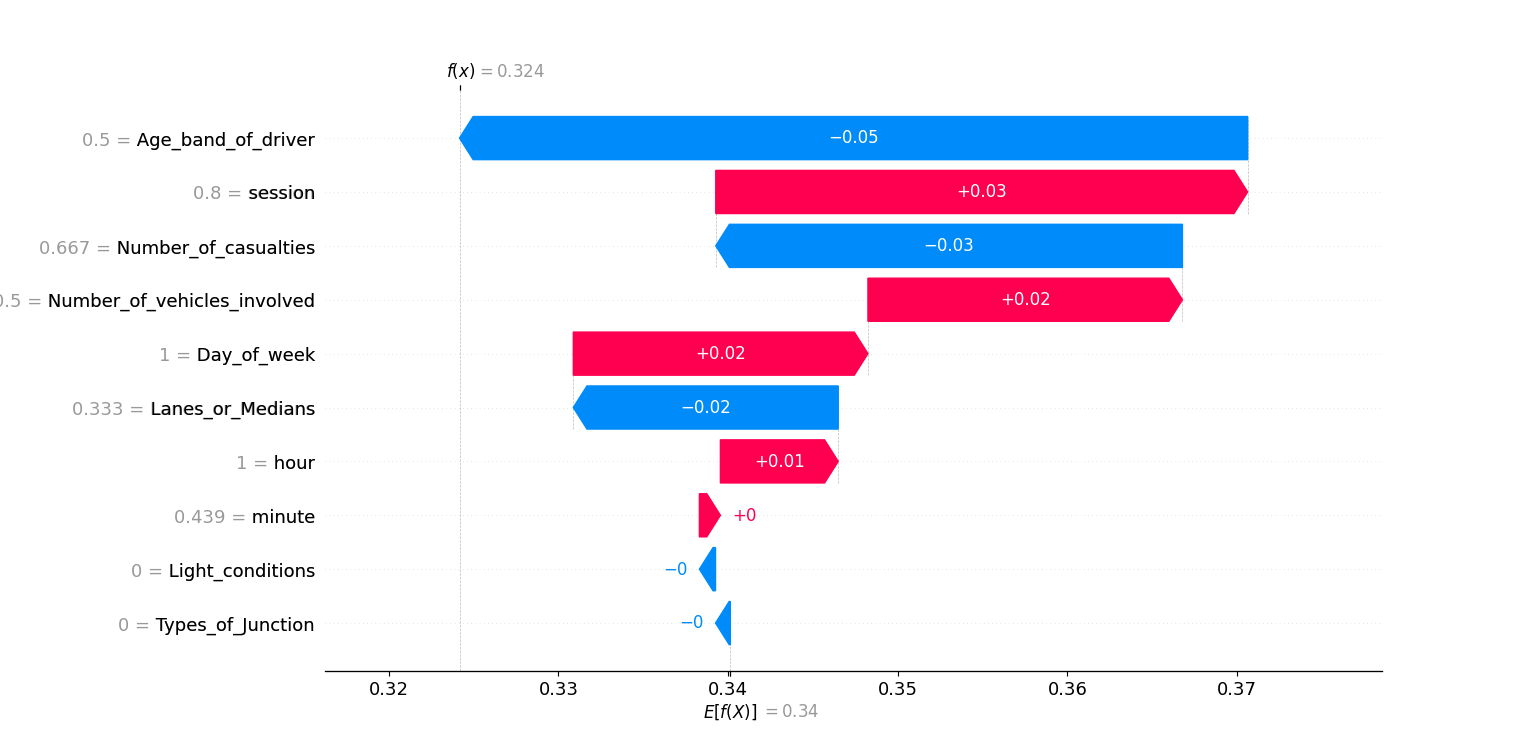 f(x) = 0.324
0.5 = Age_band_of_driver −0.05
0.8 = session +0.03
0.667 = Number_of_casualties −0.03
.5 = Number_of_vehicles_involved +0.02
1 = Day_of_week +0.02
0.333 = Lanes_or_Medians −0.02
1 = hour +0.01
0.439 = minute +0
0 = Light_conditions −0
0 = Types_of_Junction −0
0.32 0.33 0.34 0.35 0.36 0.37
E[f(X)] = 0.34